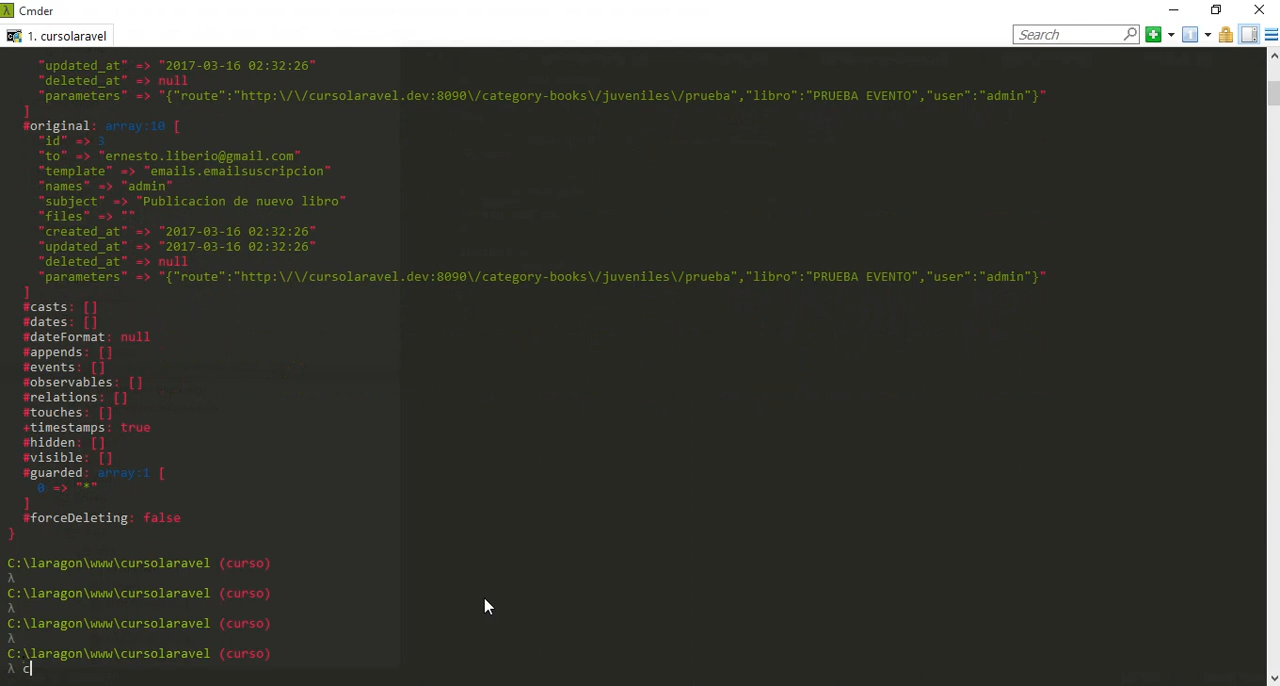 Cmder
1. cursolaravel
Search
"updated_at" => "2017-03-16 02:32:26"
"deleted_at" => null
"parameters" => "{"route":"http:\/\/cursolaravel.dev:8090\/category-books\/juveniles\/prueba","libro":"PRUEBA EVENTO","user":"admin"}"
]
#original: array:10 [
"id" => 3
"to" => "ernesto.liberio@gmail.com"
"template" => "emails.emailsuscripcion"
"names" => "admin"
"subject" => "Publicacion de nuevo libro"
"files" => ""
"created_at" => "2017-03-16 02:32:26"
"updated_at" => "2017-03-16 02:32:26"
"deleted_at" => null
"parameters" => "{"route":"http:\/\/cursolaravel.dev:8090\/category-books\/juveniles\/prueba","libro":"PRUEBA EVENTO","user":"admin"}"
]
#casts: []
#dates: []
#dateFormat: null
#appends: []
#events: []
#observables: []
#relations: []
#touches: []
+timestamps: true
#hidden: []
#visible: []
#guarded: array:1 [
0 => "*"
]
#forceDeleting: false
}
C:\laragon\www\cursolaravel (curso)
λ
C:\laragon\www\cursolaravel (curso)
λ
C:\laragon\www\cursolaravel (curso)
λ
C:\laragon\www\cursolaravel (curso)
λ c